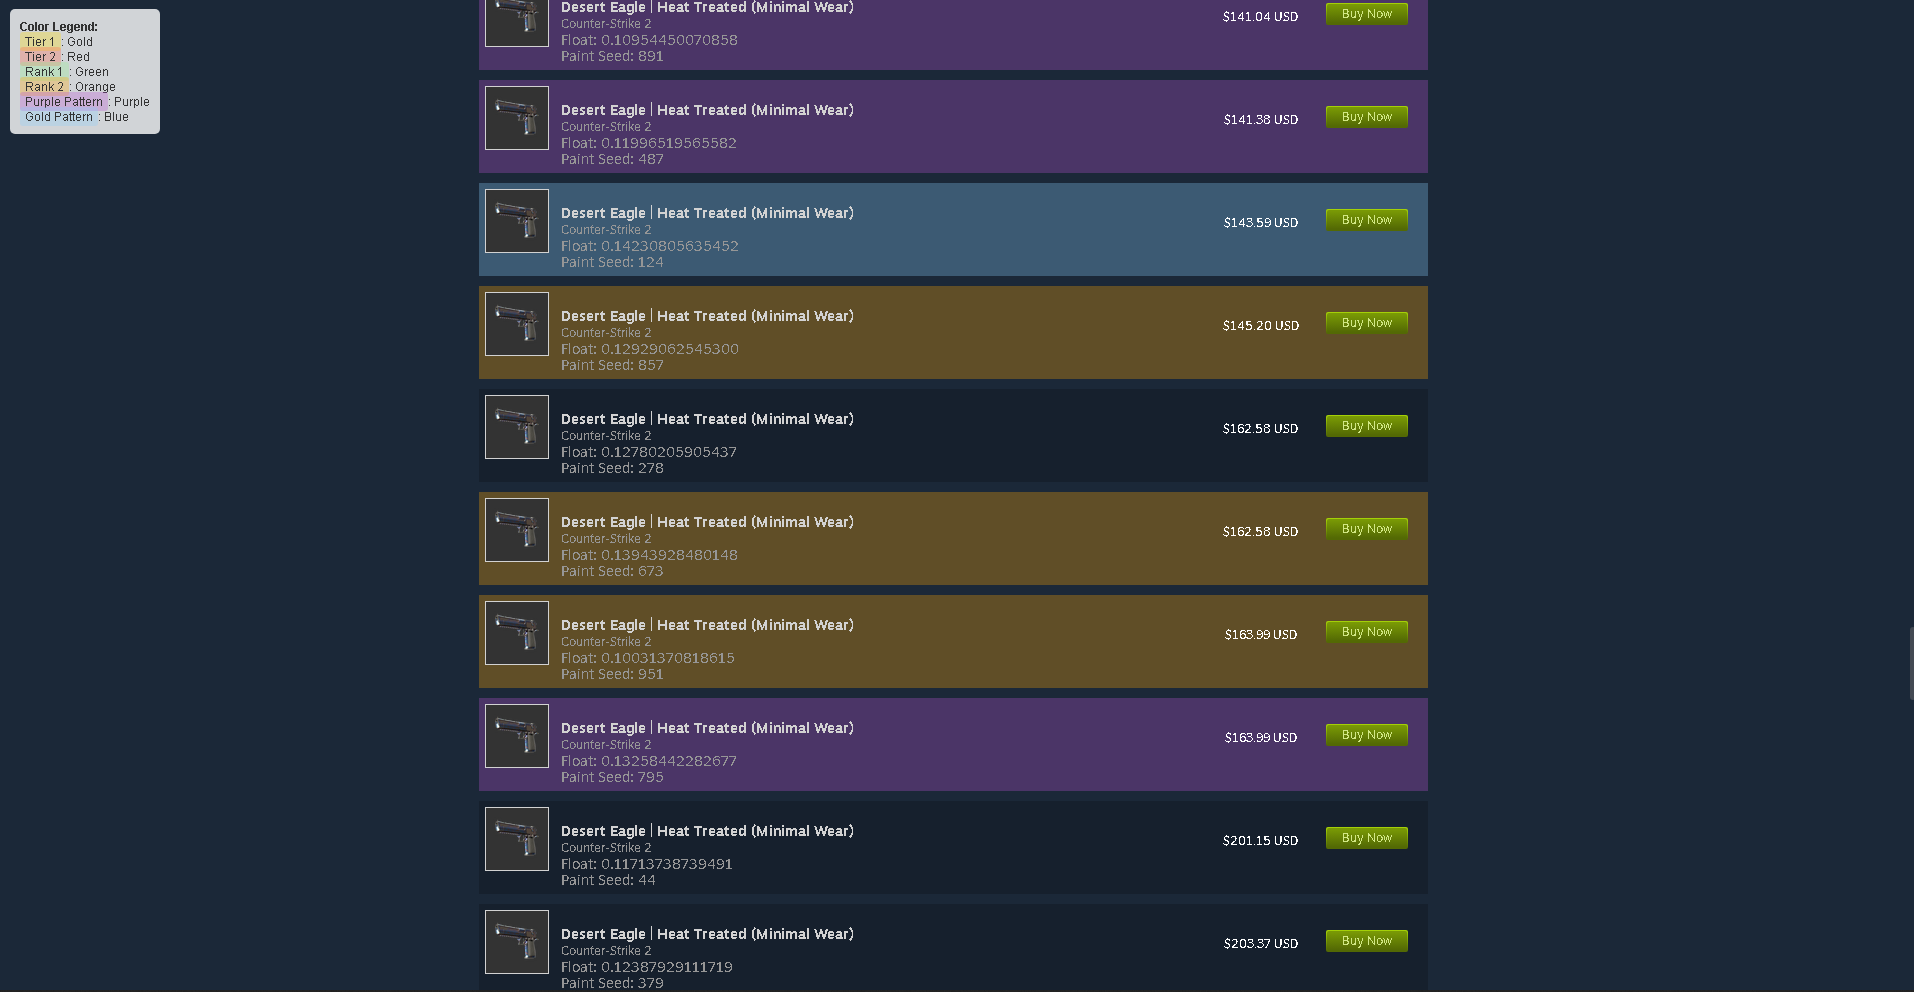 Color Legend:
Tier 1 : Gold
Tier 2 : Red
Rank 1 : Green
Rank 2 : Orange
Purple Pattern : Purple
Gold Pattern : Blue
Desert Eagle | Heat Treated (Minimal Wear)
Counter-Strike 2
Float: 0.10954450070858
Paint Seed: 891
$141.04 USD
Buy Now
Desert Eagle | Heat Treated (Minimal Wear)
Counter-Strike 2
Float: 0.11996519565582
Paint Seed: 487
$141.38 USD
Buy Now
Desert Eagle | Heat Treated (Minimal Wear)
Counter-Strike 2
Float: 0.14230805635452
Paint Seed: 124
$143.59 USD
Buy Now
Desert Eagle | Heat Treated (Minimal Wear)
Counter-Strike 2
Float: 0.12929062545300
Paint Seed: 857
$145.20 USD
Buy Now
Desert Eagle | Heat Treated (Minimal Wear)
Counter-Strike 2
Float: 0.12780205905437
Paint Seed: 278
$162.58 USD
Buy Now
Desert Eagle | Heat Treated (Minimal Wear)
Counter-Strike 2
Float: 0.13943928480148
Paint Seed: 673
$162.58 USD
Buy Now
Desert Eagle | Heat Treated (Minimal Wear)
Counter-Strike 2
Float: 0.10031370818615
Paint Seed: 951
$163.99 USD
Buy Now
Desert Eagle | Heat Treated (Minimal Wear)
Counter-Strike 2
Float: 0.13258442282677
Paint Seed: 795
$163.99 USD
Buy Now
Desert Eagle | Heat Treated (Minimal Wear)
Counter-Strike 2
Float: 0.11713738739491
Paint Seed: 44
$201.15 USD
Buy Now
Desert Eagle | Heat Treated (Minimal Wear)
Counter-Strike 2
Float: 0.12387929111719
Paint Seed: 379
$203.37 USD
Buy Now